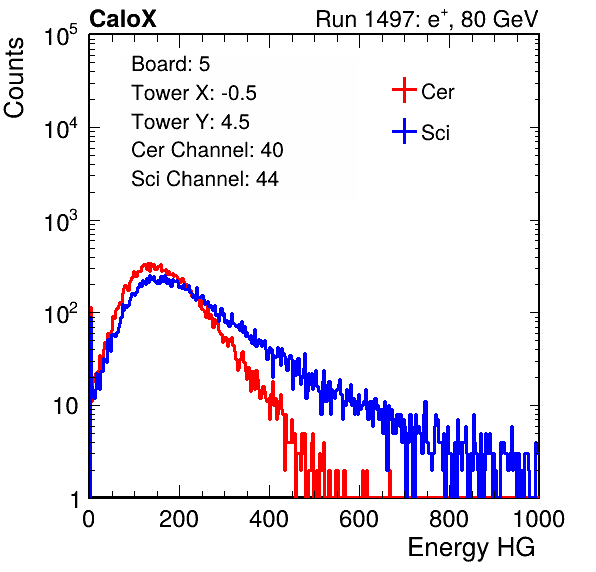 CaloX Run 1497: e⁺, 80 GeV
Counts
Board: 5
Tower X: -0.5
Tower Y: 4.5
Cer Channel: 40
Sci Channel: 44
Cer
Sci
10⁵
10⁴
10³
10²
10
1
0 200 400 600 800 1000
Energy HG